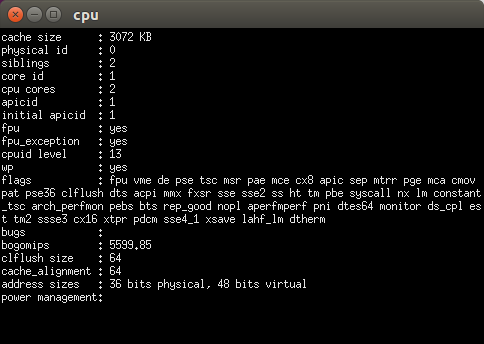 cpu
cache size : 3072 KB
physical id : 0
siblings : 2
core id : 1
cpu cores : 2
apicid : 1
initial apicid : 1
fpu : yes
fpu_exception : yes
cpuid level : 13
wp : yes
flags : fpu vme de pse tsc msr pae mce cx8 apic sep mtrr pge mca cmov
pat pse36 clflush dts acpi mmx fxsr sse sse2 ss ht tm pbe syscall nx lm constant
_tsc arch_perfmon pebs bts rep_good nopl aperfmperf pni dtes64 monitor ds_cpl es
t tm2 ssse3 cx16 xtpr pdcm sse4_1 xsave lahf_lm dtherm
bugs :
bogomips : 5599.85
clflush size : 64
cache_alignment : 64
address sizes : 36 bits physical, 48 bits virtual
power management: